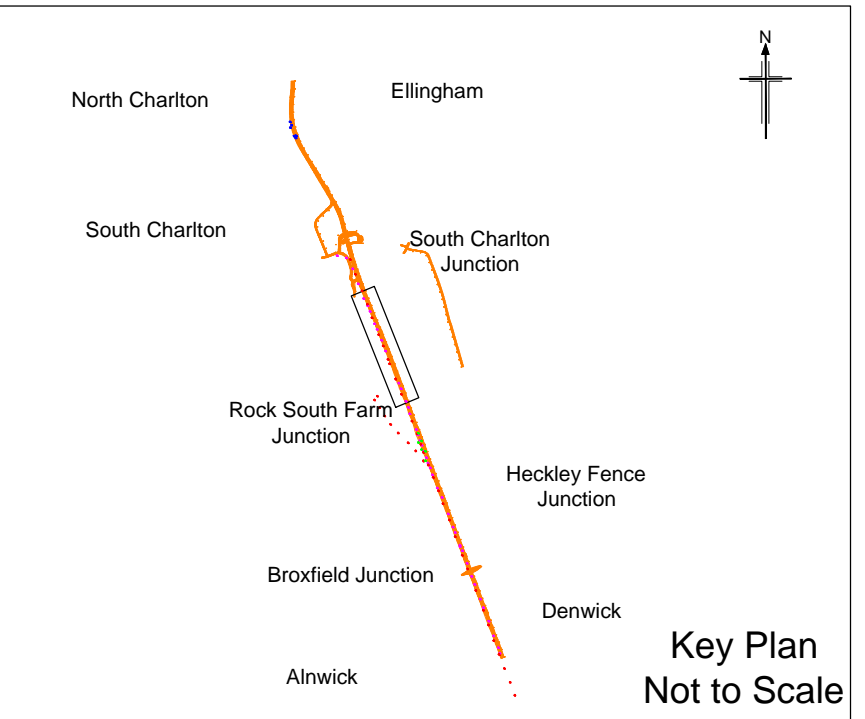 N
North Charlton
Ellingham
South Charlton
South Charlton
Junction
Rock South Farm
Junction
Heckley Fence
Junction
Broxfield Junction
Denwick
Alnwick
Key Plan
Not to Scale